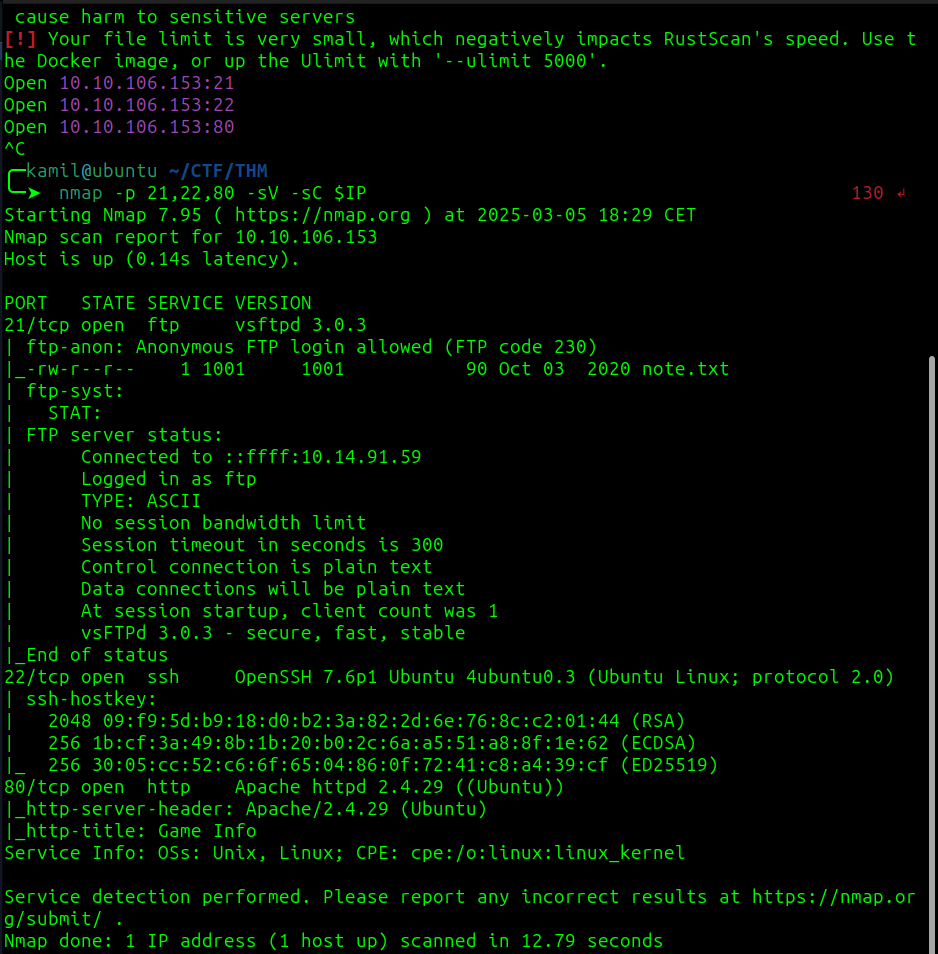 cause harm to sensitive servers
[!] Your file limit is very small, which negatively impacts RustScan's speed. Use t
he Docker image, or up the Ulimit with '--ulimit 5000'.
Open 10.10.106.153:21
Open 10.10.106.153:22
Open 10.10.106.153:80
^C
╭─kamil@ubuntu ~/CTF/THM
╰─➤  nmap -p 21,22,80 -sV -sC $IP                                            130 ↵
Starting Nmap 7.95 ( https://nmap.org ) at 2025-03-05 18:29 CET
Nmap scan report for 10.10.106.153
Host is up (0.14s latency).

PORT   STATE SERVICE VERSION
21/tcp open  ftp     vsftpd 3.0.3
| ftp-anon: Anonymous FTP login allowed (FTP code 230)
|_-rw-r--r--    1 1001     1001           90 Oct 03  2020 note.txt
| ftp-syst:
|   STAT:
| FTP server status:
|      Connected to ::ffff:10.14.91.59
|      Logged in as ftp
|      TYPE: ASCII
|      No session bandwidth limit
|      Session timeout in seconds is 300
|      Control connection is plain text
|      Data connections will be plain text
|      At session startup, client count was 1
|      vsFTPd 3.0.3 - secure, fast, stable
|_End of status
22/tcp open  ssh     OpenSSH 7.6p1 Ubuntu 4ubuntu0.3 (Ubuntu Linux; protocol 2.0)
| ssh-hostkey:
|   2048 09:f9:5d:b9:18:d0:b2:3a:82:2d:6e:76:8c:c2:01:44 (RSA)
|   256 1b:cf:3a:49:8b:1b:20:b0:2c:6a:a5:51:a8:8f:1e:62 (ECDSA)
|_  256 30:05:cc:52:c6:6f:65:04:86:0f:72:41:c8:a4:39:cf (ED25519)
80/tcp open  http    Apache httpd 2.4.29 ((Ubuntu))
|_http-server-header: Apache/2.4.29 (Ubuntu)
|_http-title: Game Info
Service Info: OSs: Unix, Linux; CPE: cpe:/o:linux:linux_kernel

Service detection performed. Please report any incorrect results at https://nmap.or
g/submit/ .
Nmap done: 1 IP address (1 host up) scanned in 12.79 seconds